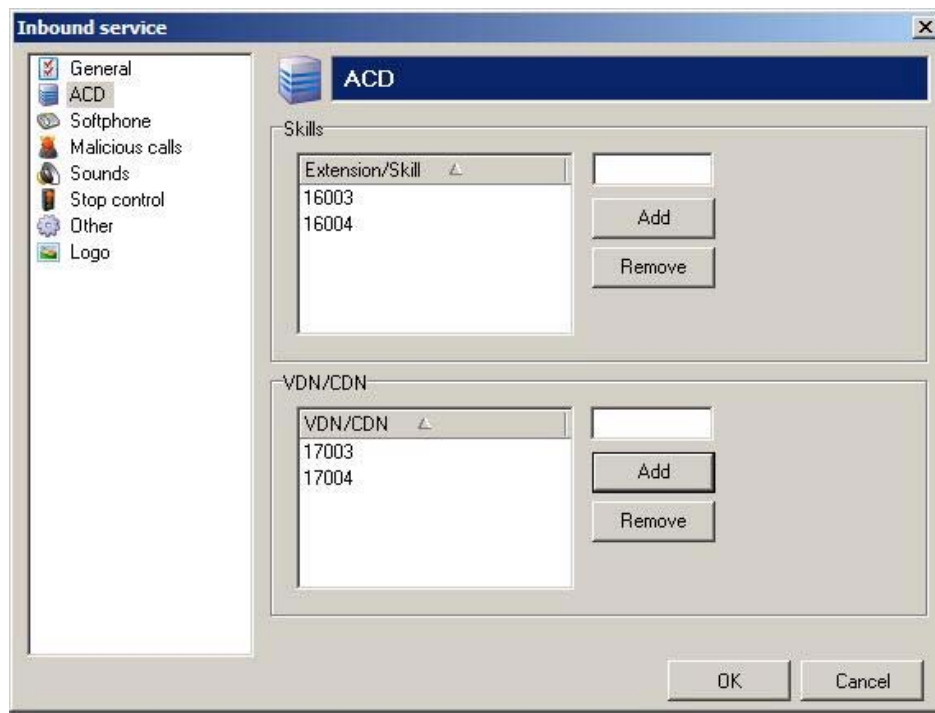 Inbound service
General
ACD
Softphone
Malicious calls
Sounds
Stop control
Other
Logo
ACD
Skills
Extension/Skill
16003
16004
Add
Remove
VDN/CDN
VDN/CDN
17003
17004
Add
Remove
OK Cancel